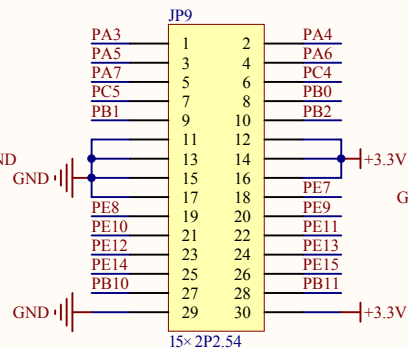 JP9
PA3 1 2 PA4
PA5 3 4 PA6
PA7 5 6 PC4
PC5 7 8 PB0
PB1 9 10 PB2
11 12
ND 13 14 +3.3V
GND 15 16
17 18 PE7
G
PE8 19 20 PE9
PE10 21 22 PE11
PE12 23 24 PE13
PE14 25 26 PE15
PB10 27 28 PB11
GND 29 30 +3.3V
15×2P2.54